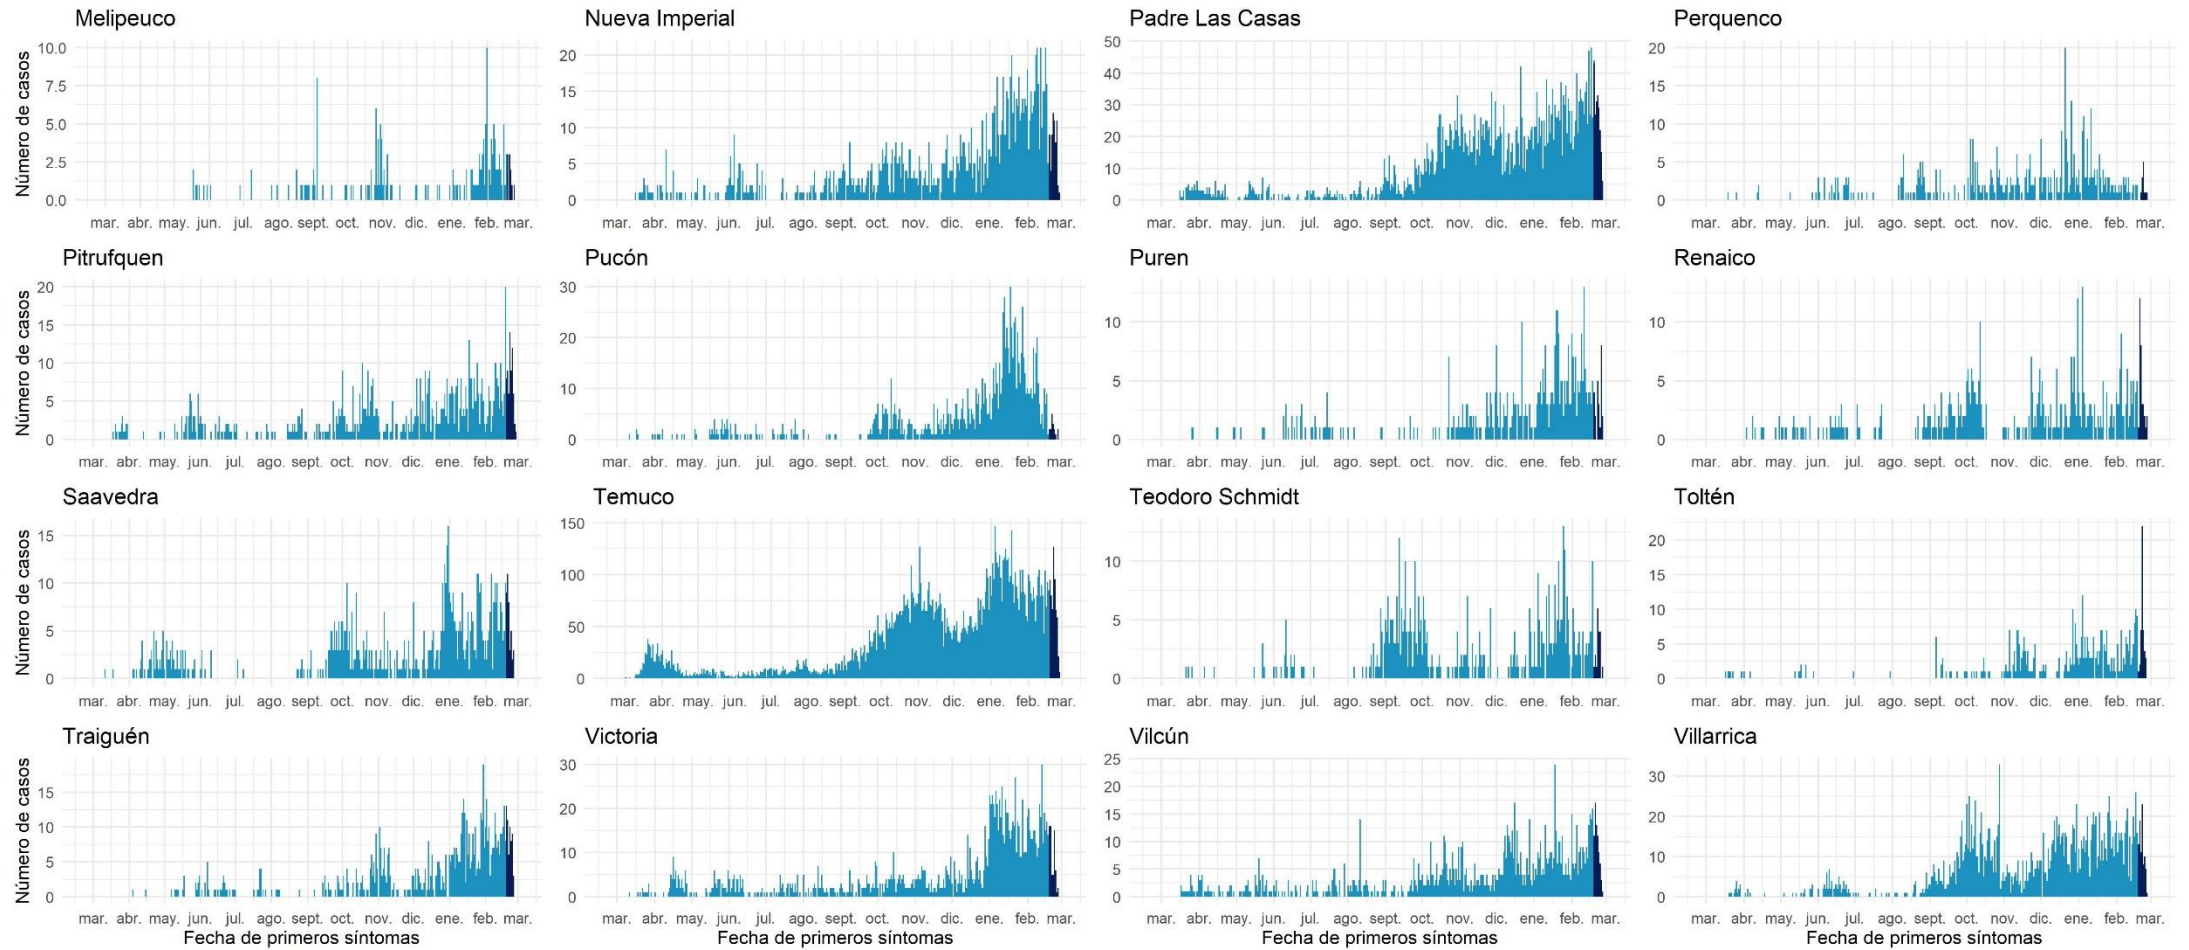 Melipeuco Nueva Imperial Padre Las Casas Perquenco
Número de casos
10.0 7.5 5.0 2.5 0.0
20 15 10 5 0
50 40 30 20 10 0
20 15 10 5 0
mar. abr. may. jun. jul. ago. sept. oct. nov. dic. ene. feb. mar.
mar. abr. may. jun. jul. ago. sept. oct. nov. dic. ene. feb. mar.
mar. abr. may. jun. jul. ago. sept. oct. nov. dic. ene. feb. mar.
mar. abr. may. jun. jul. ago. sept. oct. nov. dic. ene. feb. mar.
Pitrufquen Pucón Puren Renaico
Número de casos
20 15 10 5 0
30 20 10 0
10 5 0
10 5 0
mar. abr. may. jun. jul. ago. sept. oct. nov. dic. ene. feb. mar.
mar. abr. may. jun. jul. ago. sept. oct. nov. dic. ene. feb. mar.
mar. abr. may. jun. jul. ago. sept. oct. nov. dic. ene. feb. mar.
mar. abr. may. jun. jul. ago. sept. oct. nov. dic. ene. feb. mar.
Saavedra Temuco Teodoro Schmidt Toltén
Número de casos
15 10 5 0
150 100 50 0
10 5 0
20 15 10 5 0
mar. abr. may. jun. jul. ago. sept. oct. nov. dic. ene. feb. mar.
mar. abr. may. jun. jul. ago. sept. oct. nov. dic. ene. feb. mar.
mar. abr. may. jun. jul. ago. sept. oct. nov. dic. ene. feb. mar.
mar. abr. may. jun. jul. ago. sept. oct. nov. dic. ene. feb. mar.
Traiguén Victoria Vilcún Villarrica
Número de casos
15 10 5 0
30 20 10 0
25 20 15 10 5 0
30 20 10 0
mar. abr. may. jun. jul. ago. sept. oct. nov. dic. ene. feb. mar.
mar. abr. may. jun. jul. ago. sept. oct. nov. dic. ene. feb. mar.
mar. abr. may. jun. jul. ago. sept. oct. nov. dic. ene. feb. mar.
mar. abr. may. jun. jul. ago. sept. oct. nov. dic. ene. feb. mar.
Fecha de primeros síntomas Fecha de primeros síntomas Fecha de primeros síntomas Fecha de primeros síntomas